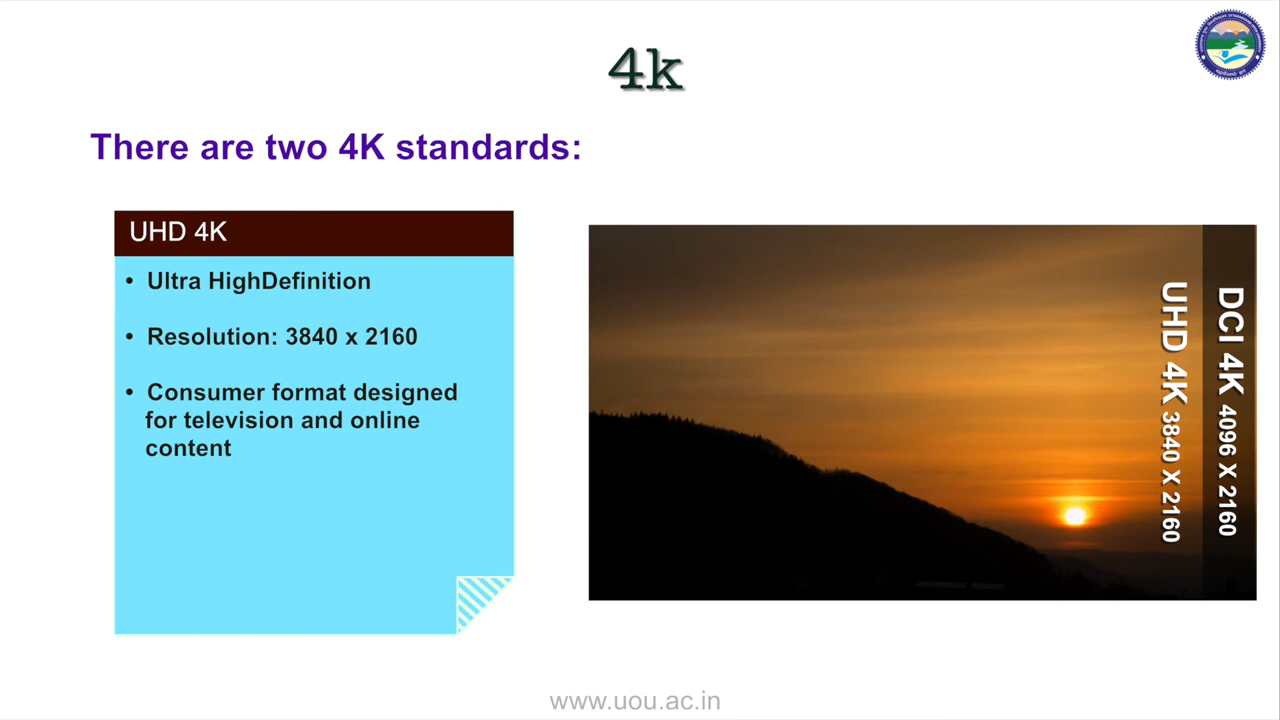 4k
There are two 4K standards:
UHD 4K
• Ultra HighDefinition
• Resolution: 3840 x 2160
• Consumer format designed
for television and online
content
UHD 4K 3840 X 2160
DCI 4K 4096 X 2160
www.uou.ac.in